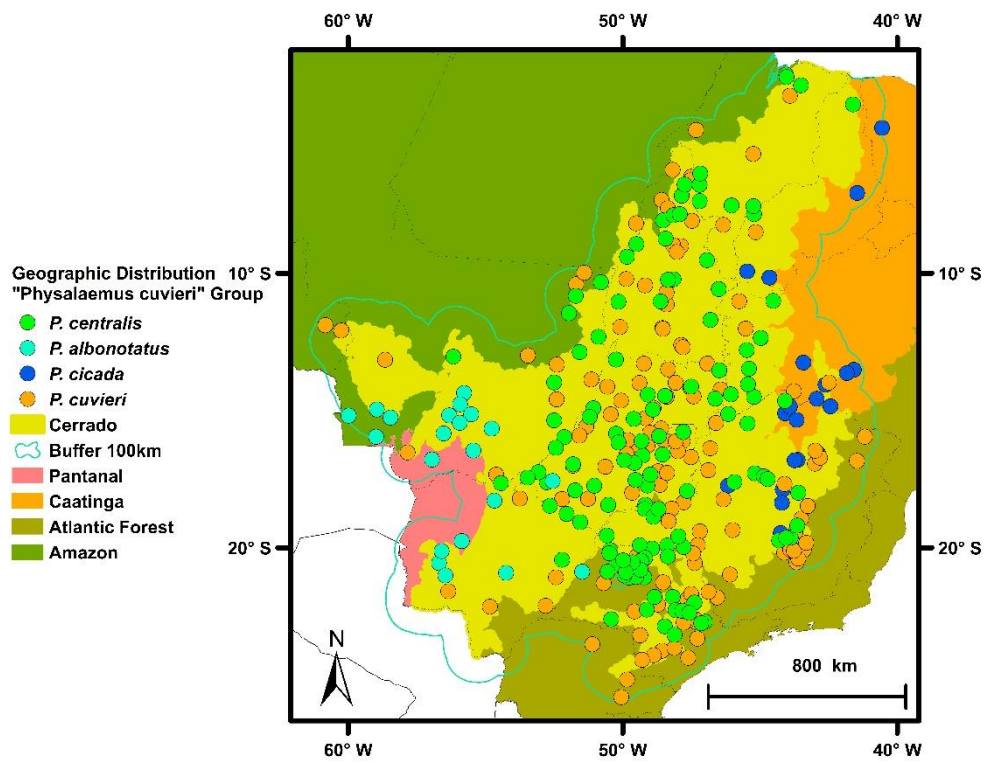 60° W 50° W 40° W
10° S 10° S
Geographic Distribution
"Physalaemus cuvieri" Group
P. centralis
P. albonotatus
P. cicada
P. cuvieri
Cerrado
Buffer 100km
Pantanal
Caatinga
Atlantic Forest
Amazon
20° S 20° S
N
800 km
60° W 50° W 40° W